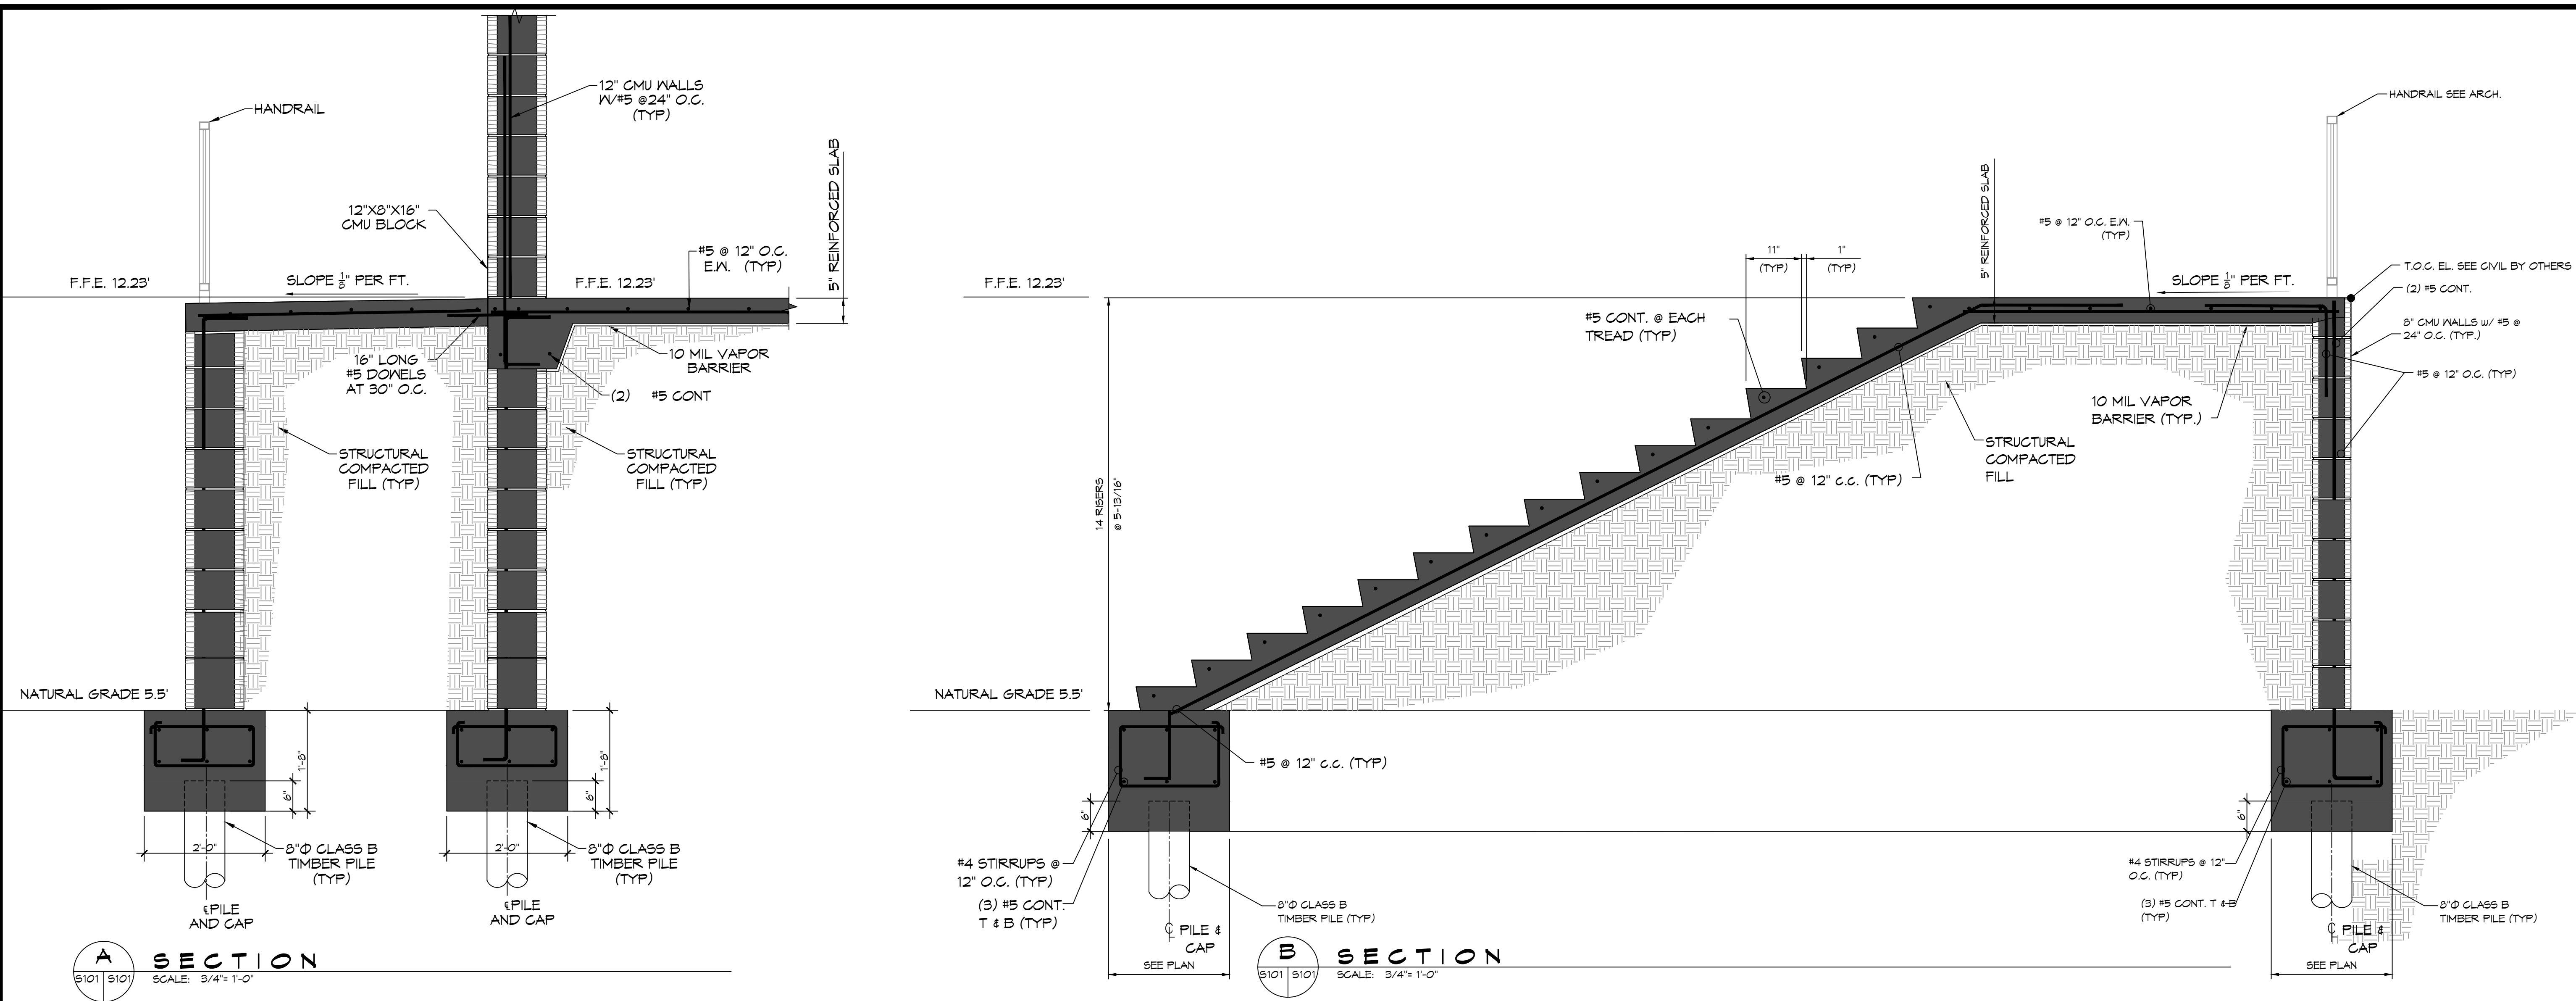 HANDRAIL
12" CMU WALLS
W/#5 @24" O.C.
(TYP)
12"X8"X16"
CMU BLOCK
5" REINFORCED SLAB
#5 @ 12" O.C.
E.W. (TYP)
F.F.E. 12.23'
SLOPE 1/8" PER FT.
F.F.E. 12.23'
16" LONG
#5 DOWELS
AT 30" O.C.
10 MIL VAPOR
BARRIER
(2) #5 CONT
STRUCTURAL
COMPACTED
FILL (TYP)
STRUCTURAL
COMPACTED
FILL (TYP)
NATURAL GRADE 5.5'
6"
1'-8"
6"
1'-8"
2'-0"
8"Φ CLASS B
TIMBER PILE
(TYP)
2'-0"
8"Φ CLASS B
TIMBER PILE
(TYP)
℄PILE
AND CAP
℄PILE
AND CAP
A
S101 S101
SECTION
SCALE: 3/4"= 1'-0"
HANDRAIL SEE ARCH.
5" REINFORCED SLAB
#5 @ 12" O.C. E.W.
(TYP)
11"
(TYP)
1"
(TYP)
F.F.E. 12.23'
SLOPE 1/8" PER FT.
T.O.C. EL. SEE CIVIL BY OTHERS
(2) #5 CONT.
8" CMU WALLS w/ #5 @
24" O.C. (TYP.)
#5 @ 12" O.C. (TYP)
#5 CONT. @ EACH
TREAD (TYP)
10 MIL VAPOR
BARRIER (TYP.)
STRUCTURAL
COMPACTED
FILL
#5 @ 12" c.c. (TYP)
14 RISERS
@ 5-13/16"
NATURAL GRADE 5.5'
#5 @ 12" c.c. (TYP)
6"
6"
#4 STIRRUPS @
12" O.C. (TYP)
(3) #5 CONT.
T & B (TYP)
8"Φ CLASS B
TIMBER PILE (TYP)
℄ PILE &
CAP
SEE PLAN
#4 STIRRUPS @ 12"
O.C. (TYP)
(3) #5 CONT. T & B
(TYP)
8"Φ CLASS B
TIMBER PILE (TYP)
℄ PILE &
CAP
SEE PLAN
B
S101 S101
SECTION
SCALE: 3/4"= 1'-0"